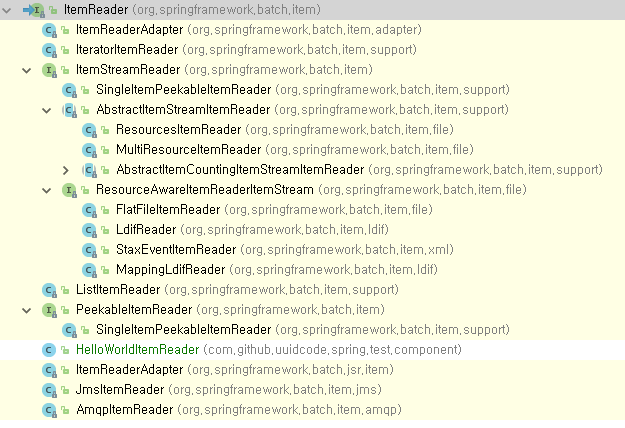 ItemReader (org.springframework.batch.item)
ItemReaderAdapter (org.springframework.batch.item.adapter)
IteratorItemReader (org.springframework.batch.item.support)
ItemStreamReader (org.springframework.batch.item)
SingleItemPeekableItemReader (org.springframework.batch.item.support)
AbstractItemStreamItemReader (org.springframework.batch.item.support)
ResourcesItemReader (org.springframework.batch.item.file)
MultiResourceItemReader (org.springframework.batch.item.file)
AbstractItemCountingItemStreamItemReader (org.springframework.batch.item.support)
ResourceAwareItemReaderItemStream (org.springframework.batch.item.file)
FlatFileItemReader (org.springframework.batch.item.file)
LdifReader (org.springframework.batch.item.ldif)
StaxEventItemReader (org.springframework.batch.item.xml)
MappingLdifReader (org.springframework.batch.item.ldif)
ListItemReader (org.springframework.batch.item.support)
PeekableItemReader (org.springframework.batch.item)
SingleItemPeekableItemReader (org.springframework.batch.item.support)
HelloWorldItemReader (com.github.uuidcode.spring.test.component)
ItemReaderAdapter (org.springframework.batch.jsr.item)
JmsItemReader (org.springframework.batch.item.jms)
AmqpItemReader (org.springframework.batch.item.amqp)